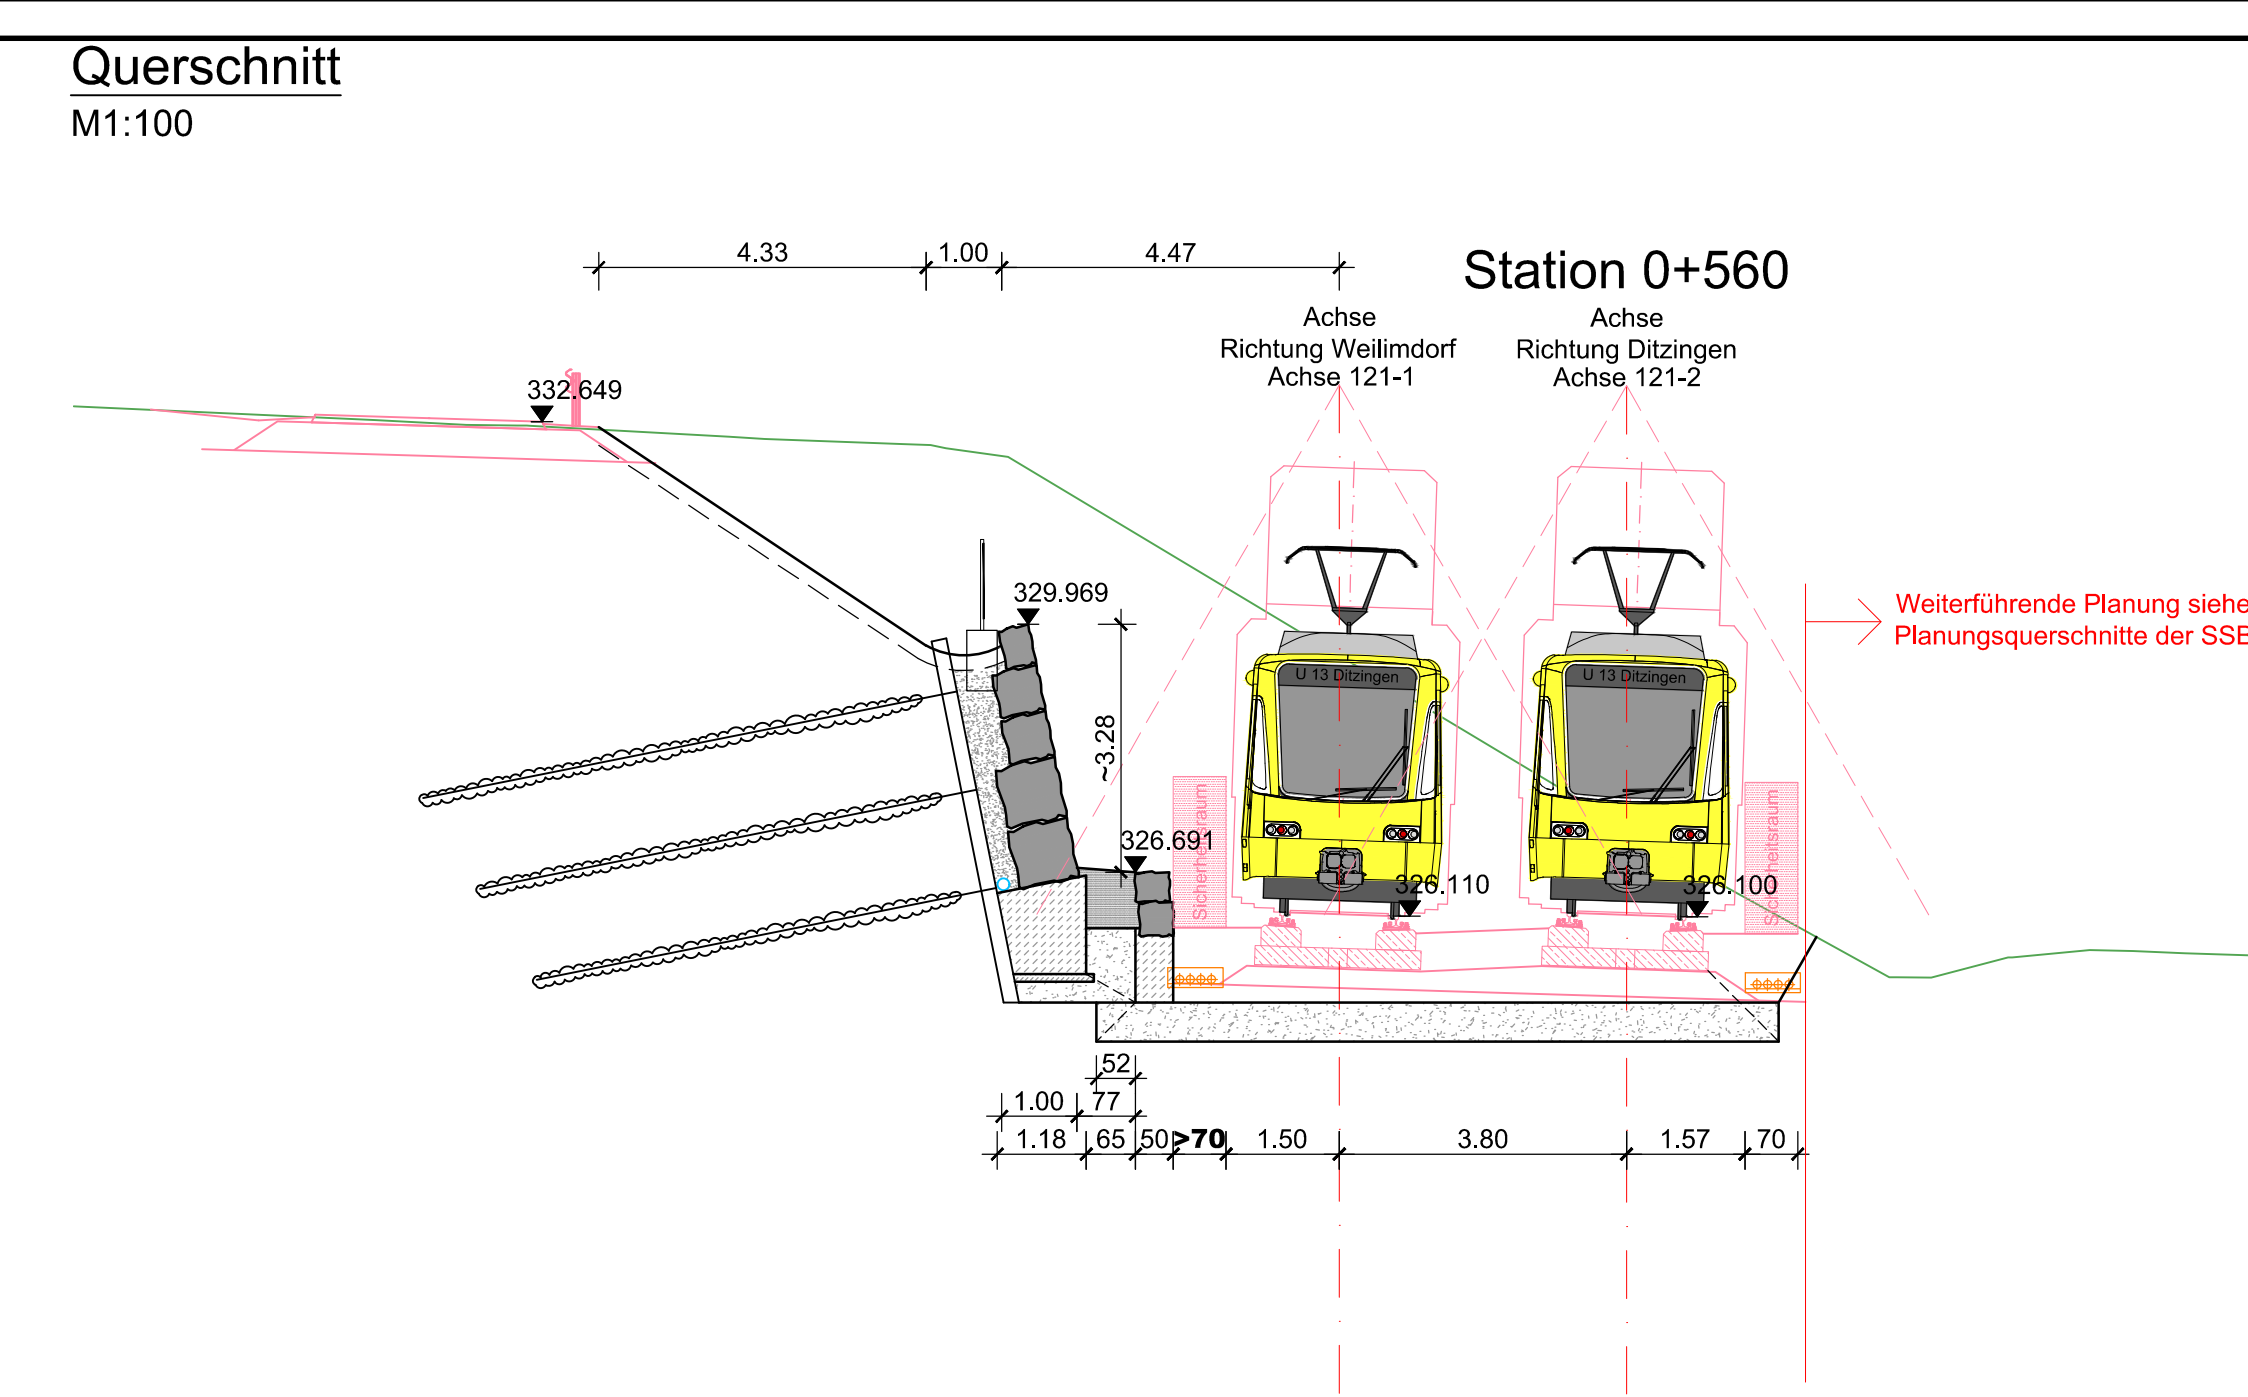 Querschnitt
M1:100
4.33
1.00
4.47
Station 0+560
Achse
Richtung Weilimdorf
Achse 121-1
Achse
Richtung Ditzingen
Achse 121-2
332.649
329.969
Weiterführende Planung siehe
Planungsquerschnitte der SSB
U 13 Ditzingen
U 13 Ditzingen
~3.28
326.691
Sicherheitsraum
Sicherheitsraum
326.110
326.100
52
1.00
77
1.18
65
50
>70
1.50
3.80
1.57
70